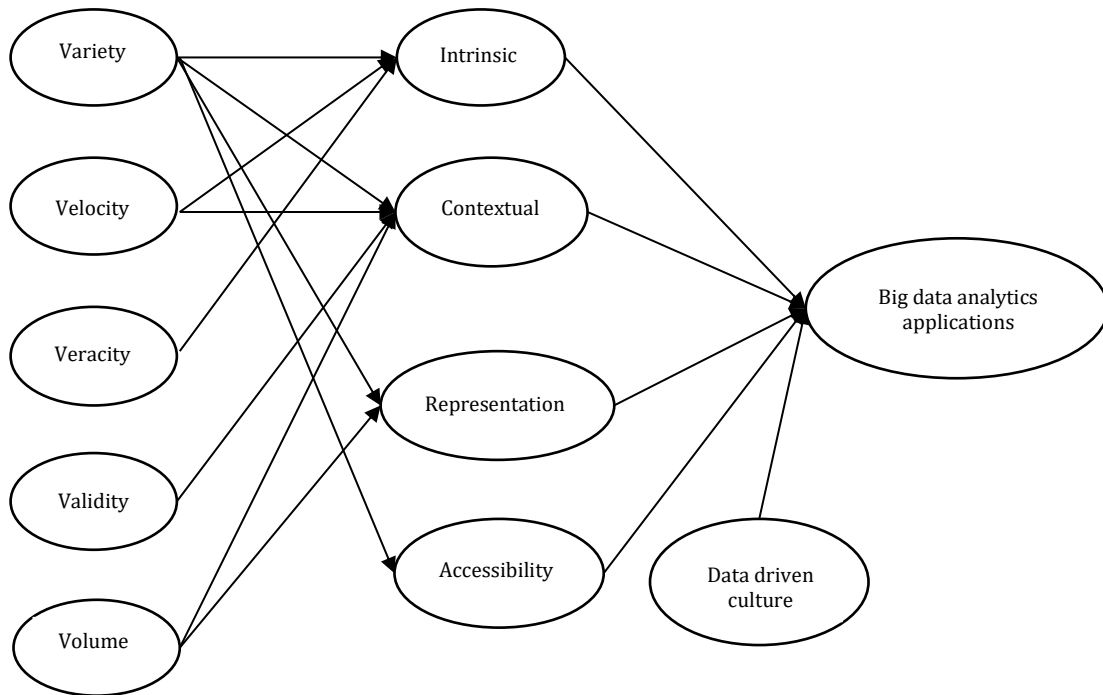 Variety
Velocity
Veracity
Validity
Volume
Intrinsic
Contextual
Representation
Accessibility
Big data analytics
applications
Data driven
culture